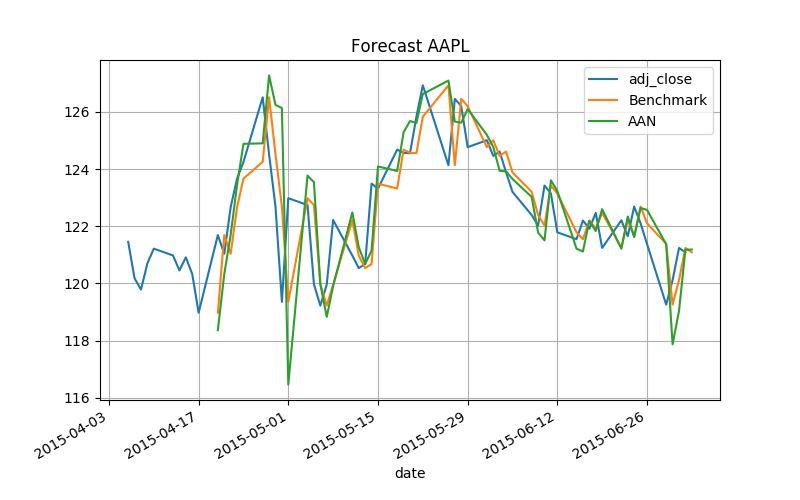 Forecast AAPL
adj_close
Benchmark
AAN
126
124
122
120
118
116
2015-04-03
2015-04-17
2015-05-01
2015-05-15
2015-05-29
2015-06-12
2015-06-26
date